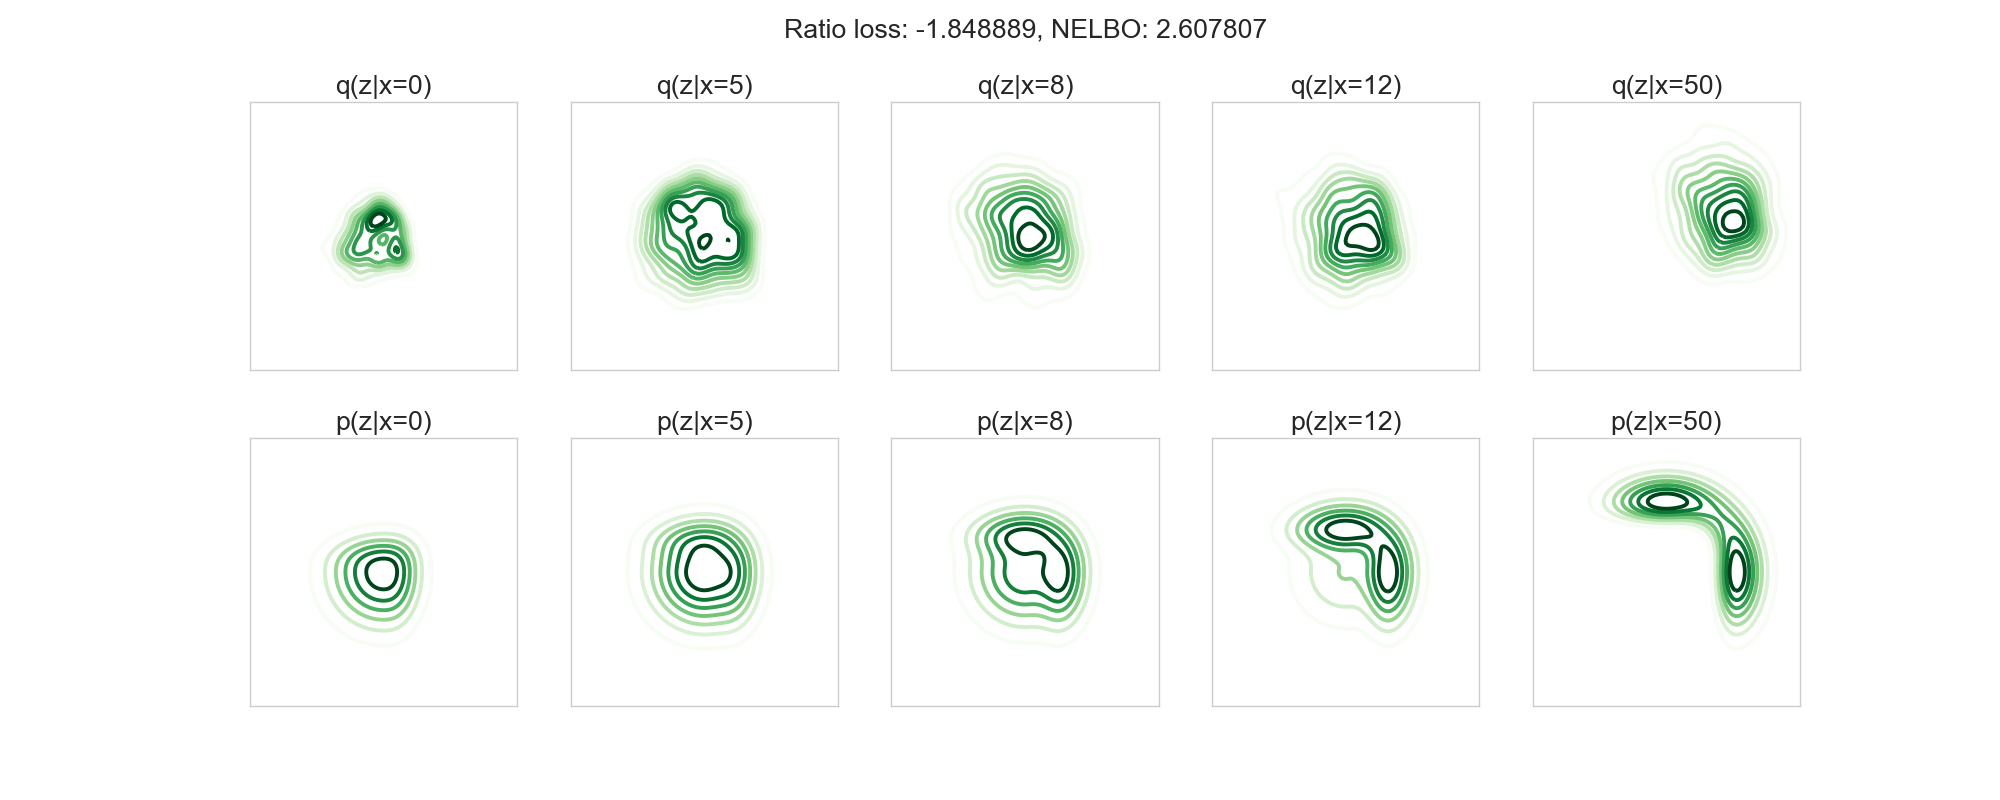 Ratio loss: -1.848889, NELBO: 2.607807
q(z|x=0) q(z|x=5) q(z|x=8) q(z|x=12) q(z|x=50)
p(z|x=0) p(z|x=5) p(z|x=8) p(z|x=12) p(z|x=50)